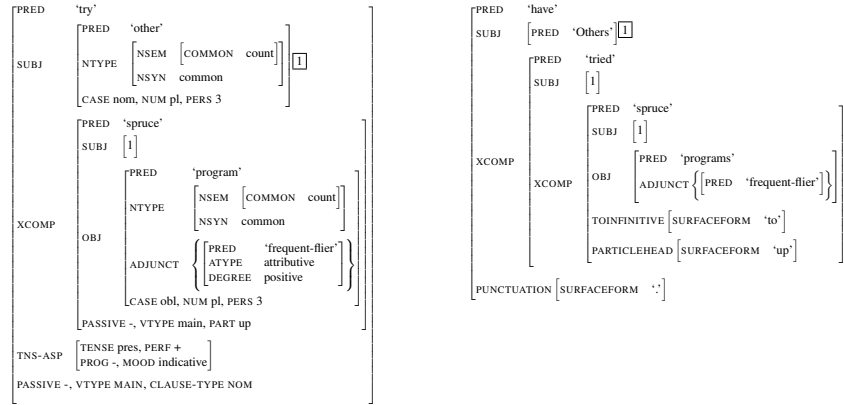 PRED 'try'
SUBJ
PRED 'other'
NTYPE
NSEM [COMMON count]
NSYN common
CASE nom, NUM pl, PERS 3
1
XCOMP
PRED 'spruce'
SUBJ [1]
OBJ
PRED 'program'
NTYPE
NSEM [COMMON count]
NSYN common
ADJUNCT
PRED 'frequent-flier'
ATYPE attributive
DEGREE positive
CASE obl, NUM pl, PERS 3
PASSIVE -, VTYPE main, PART up
TNS-ASP
TENSE pres, PERF +
PROG -, MOOD indicative
PASSIVE -, VTYPE MAIN, CLAUSE-TYPE NOM
PRED 'have'
SUBJ [PRED 'Others'] 1
XCOMP
PRED 'tried'
SUBJ [1]
XCOMP
PRED 'spruce'
SUBJ [1]
OBJ
PRED 'programs'
ADJUNCT {[PRED 'frequent-flier']}
TOINFINITIVE [SURFACEFORM 'to']
PARTICLEHEAD [SURFACEFORM 'up']
PUNCTUATION [SURFACEFORM '.']